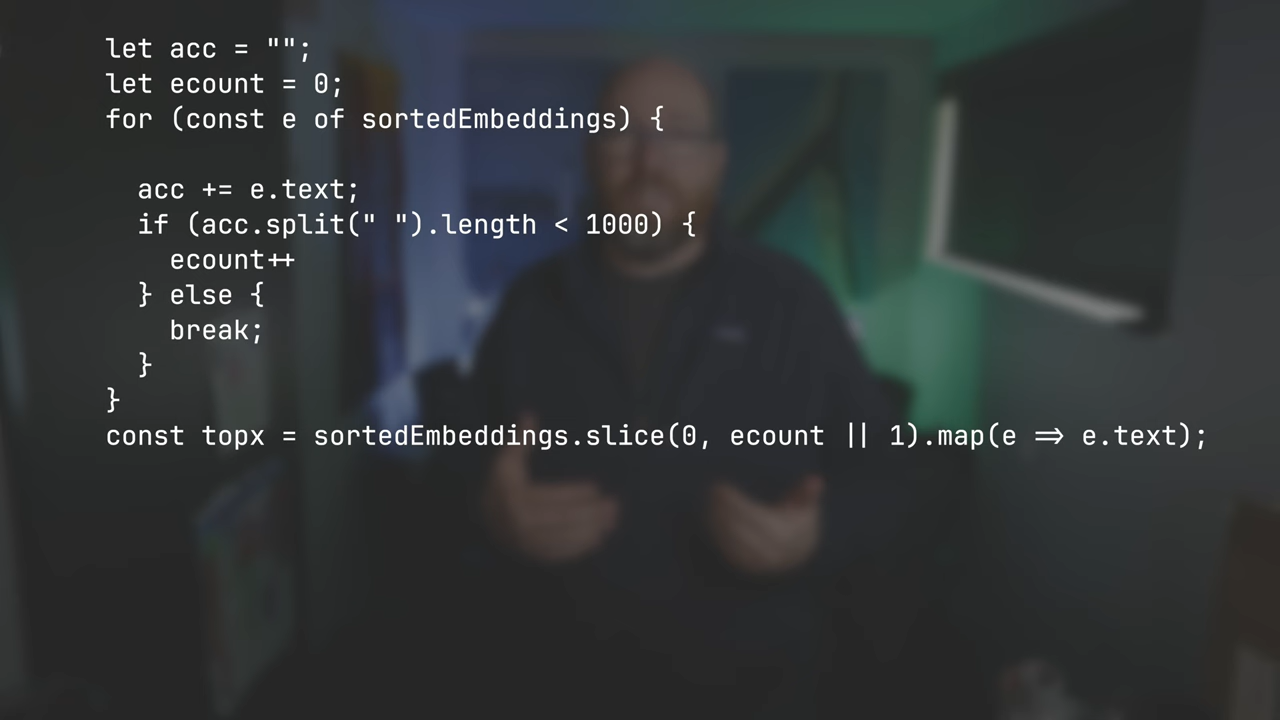 let acc = "";
let ecount = 0;
for (const e of sortedEmbeddings) {
acc += e.text;
if (acc.split(" ").length < 1000) {
ecount++
} else {
break;
}
}
const topx = sortedEmbeddings.slice(0, ecount || 1).map(e => e.text);